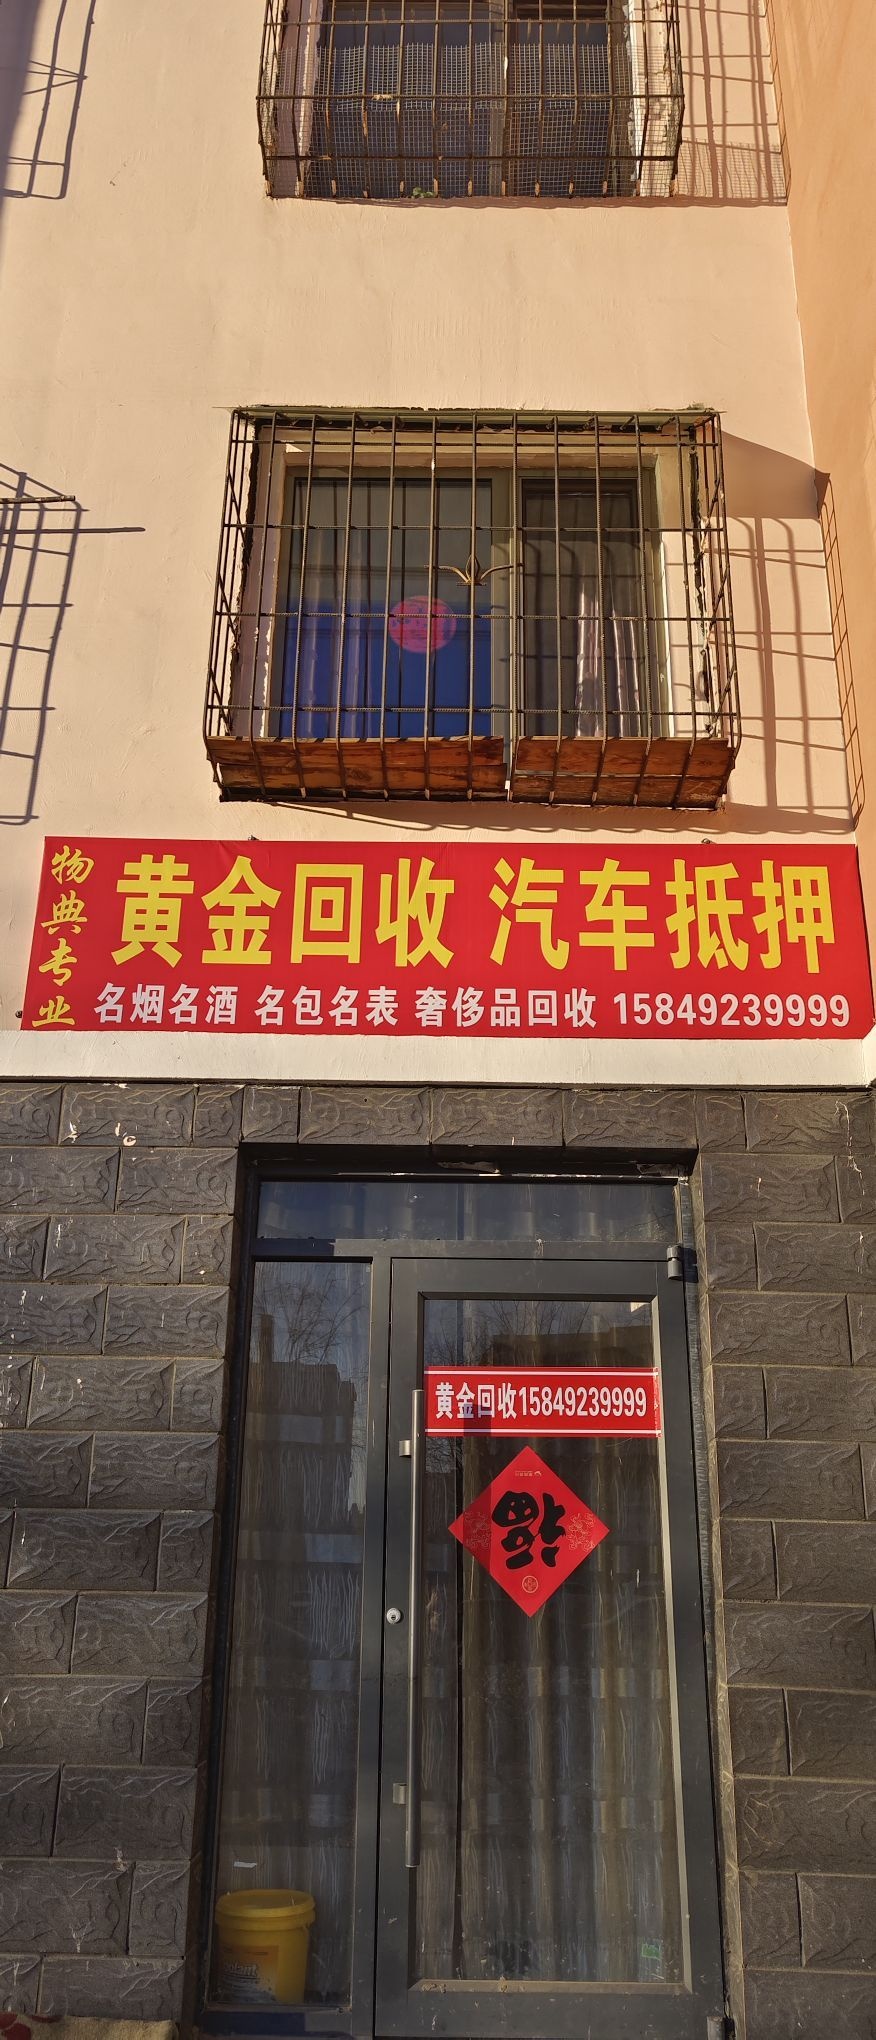 物典专业
黄金回收 汽车抵押
名烟名酒 名包名表 奢侈品回收 15849239999
黄金回收15849239999
福